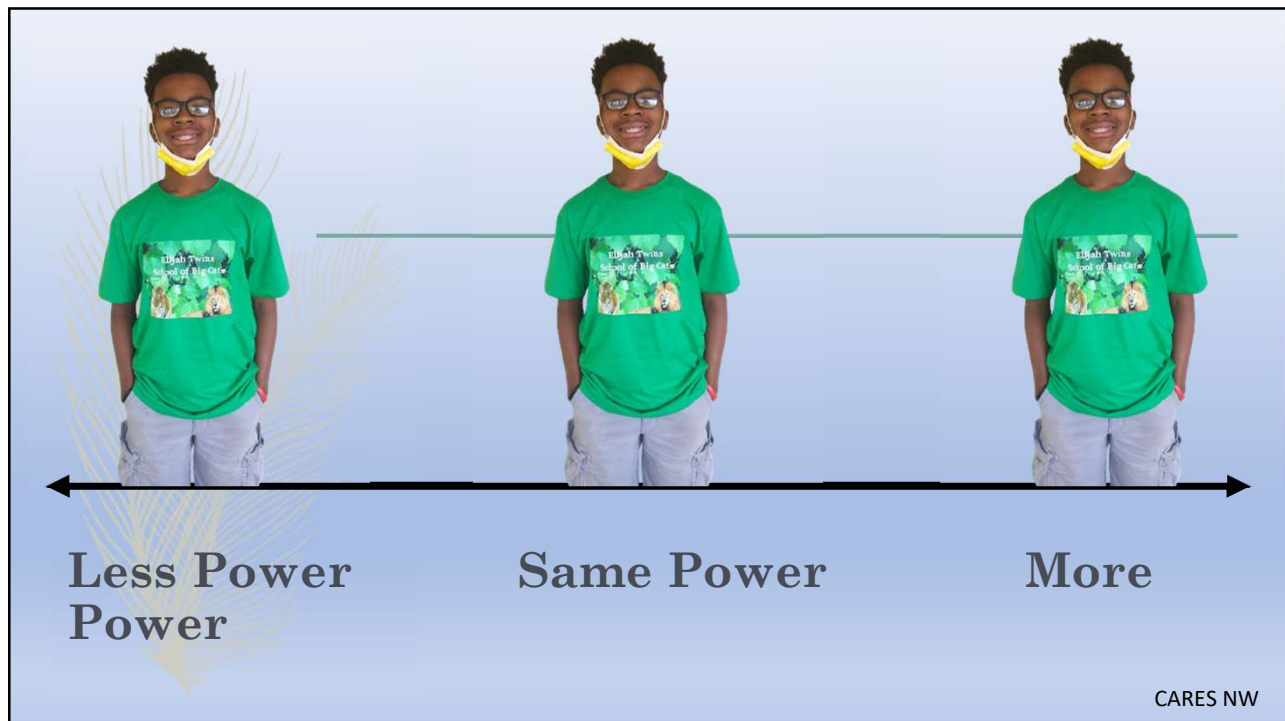 Elijah Twins
School of Big Cats
Elijah Twins
School of Big Cats
Elijah Twins
School of Big Cats
Less Power Same Power More
Power
CARES NW